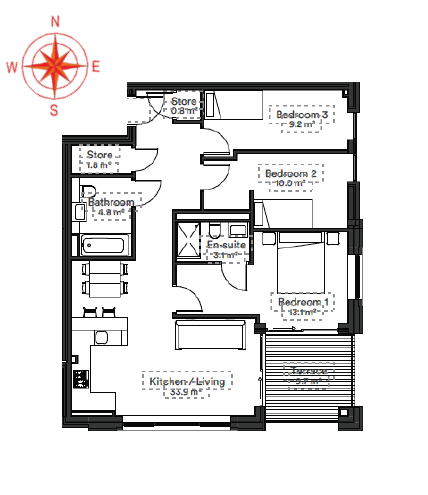 N
W E
S
Store
0.8 m²
Bedroom 3
9.2 m²
Store
1.8 m²
Bedroom 2
10.0 m²
Bathroom
4.8 m²
En-suite
3.1 m²
Bedroom 1
13.1 m²
Kitchen / Living
33.9 m²
Terrace
9.7 m²